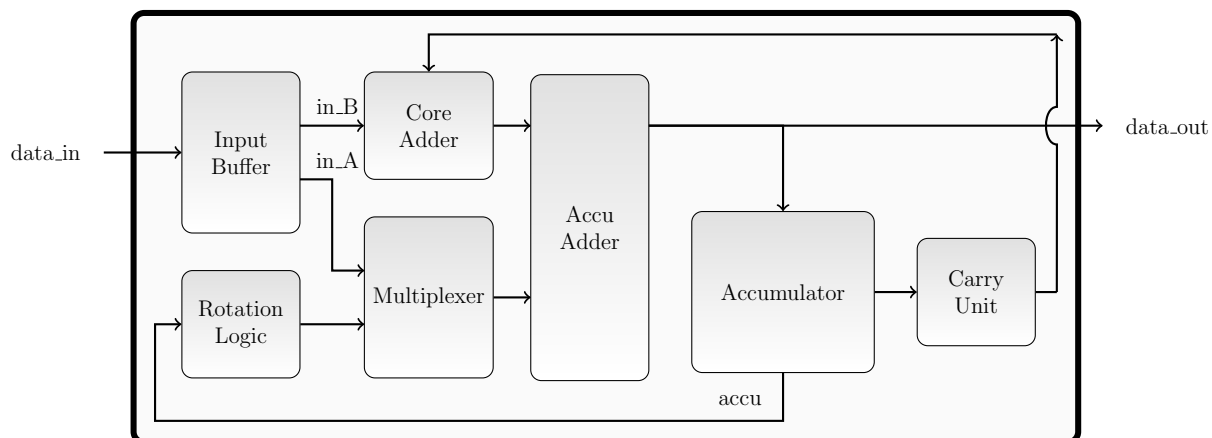 data_in
Input
Buffer
in_B
in_A
Core
Adder
Rotation
Logic
Multiplexer
Accu
Adder
Accumulator
accu
Carry
Unit
data_out